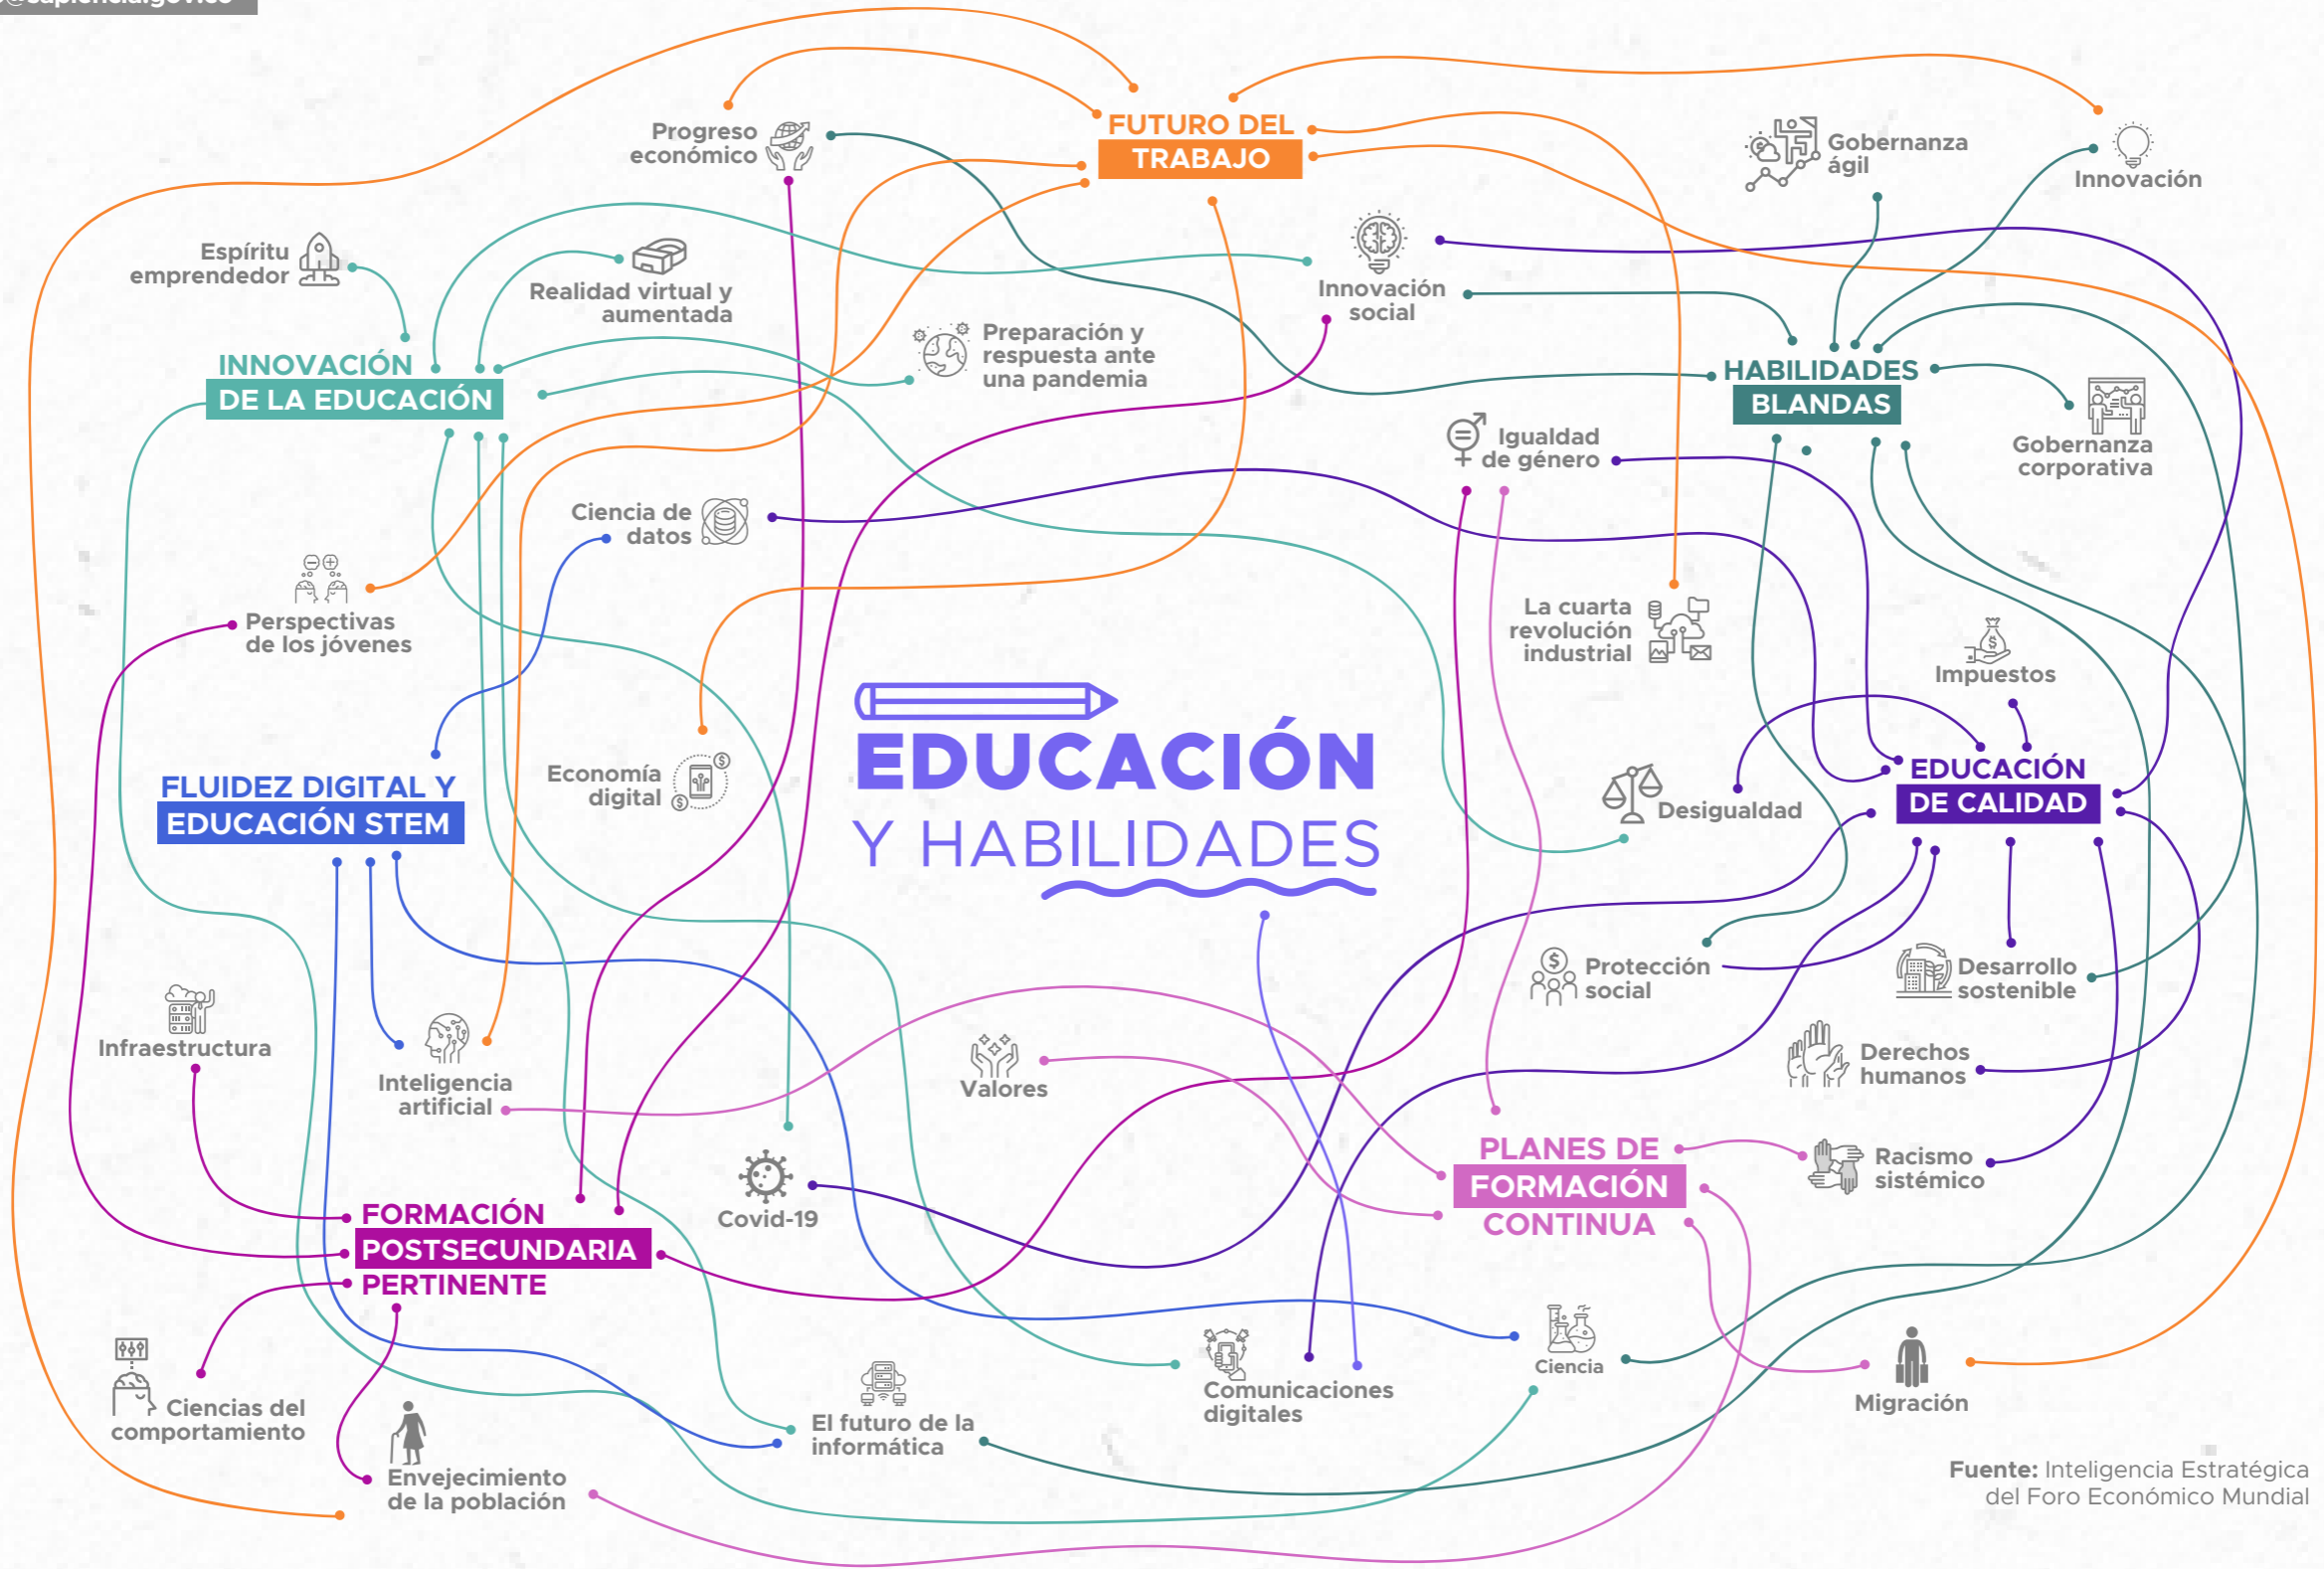 @sapiencia.gov.co
FUTURO DEL
TRABAJO
Progreso
económico
Gobernanza
ágil
Innovación
Espíritu
emprendedor
Realidad virtual y
aumentada
Innovación
social
Preparación y
respuesta ante
una pandemia
INNOVACIÓN
DE LA EDUCACIÓN
HABILIDADES
BLANDAS
Igualdad
de género
Gobernanza
corporativa
Ciencia de
datos
Perspectivas
de los jóvenes
La cuarta
revolución
industrial
Impuestos
EDUCACIÓN
Y HABILIDADES
FLUIDEZ DIGITAL Y
EDUCACIÓN STEM
Economía
digital
Desigualdad
EDUCACIÓN
DE CALIDAD
Protección
social
Desarrollo
sostenible
Infraestructura
Inteligencia
artificial
Valores
Derechos
humanos
PLANES DE
FORMACIÓN
CONTINUA
Racismo
sistémico
Covid-19
FORMACIÓN
POSTSECUNDARIA
PERTINENTE
Ciencias del
comportamiento
Envejecimiento
de la población
El futuro de la
informática
Comunicaciones
digitales
Ciencia
Migración
Fuente: Inteligencia Estratégica
del Foro Económico Mundial